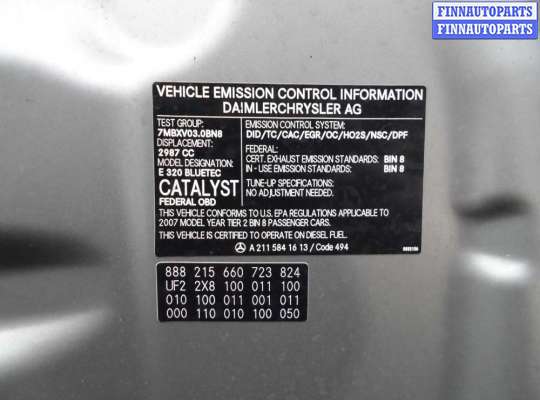 FINNAUTOPARTS
FINNAUTOPARTS
VEHICLE EMISSION CONTROL INFORMATION
DAIMLERCHRYSLER AG
TEST GROUP:
7MBXV03.0BN8
DISPLACEMENT:
2987 CC
MODEL DESIGNATION:
E 320 BLUETEC
CATALYST
FEDERAL OBD
EMISSION CONTROL SYSTEM:
DID/TC/CAC/EGR/OC/HO2S/NSC/DPF
FEDERAL:
CERT. EXHAUST EMISSION STANDARDS: BIN 8
IN - USE EMISSION STANDARDS: BIN 8
TUNE-UP SPECIFICATIONS:
NO ADJUSTMENT NEEDED.
THIS VEHICLE CONFORMS TO U.S. EPA REGULATIONS APPLICABLE TO
2007 MODEL YEAR TIER 2 BIN 8 PASSENGER CARS.
THIS VEHICLE IS CERTIFIED TO OPERATE ON DIESEL FUEL.
A 211 584 16 13 / Code 494
888 215 660 723 824
UF2 2X8 100 011 100
010 100 011 001 011
000 110 010 100 050